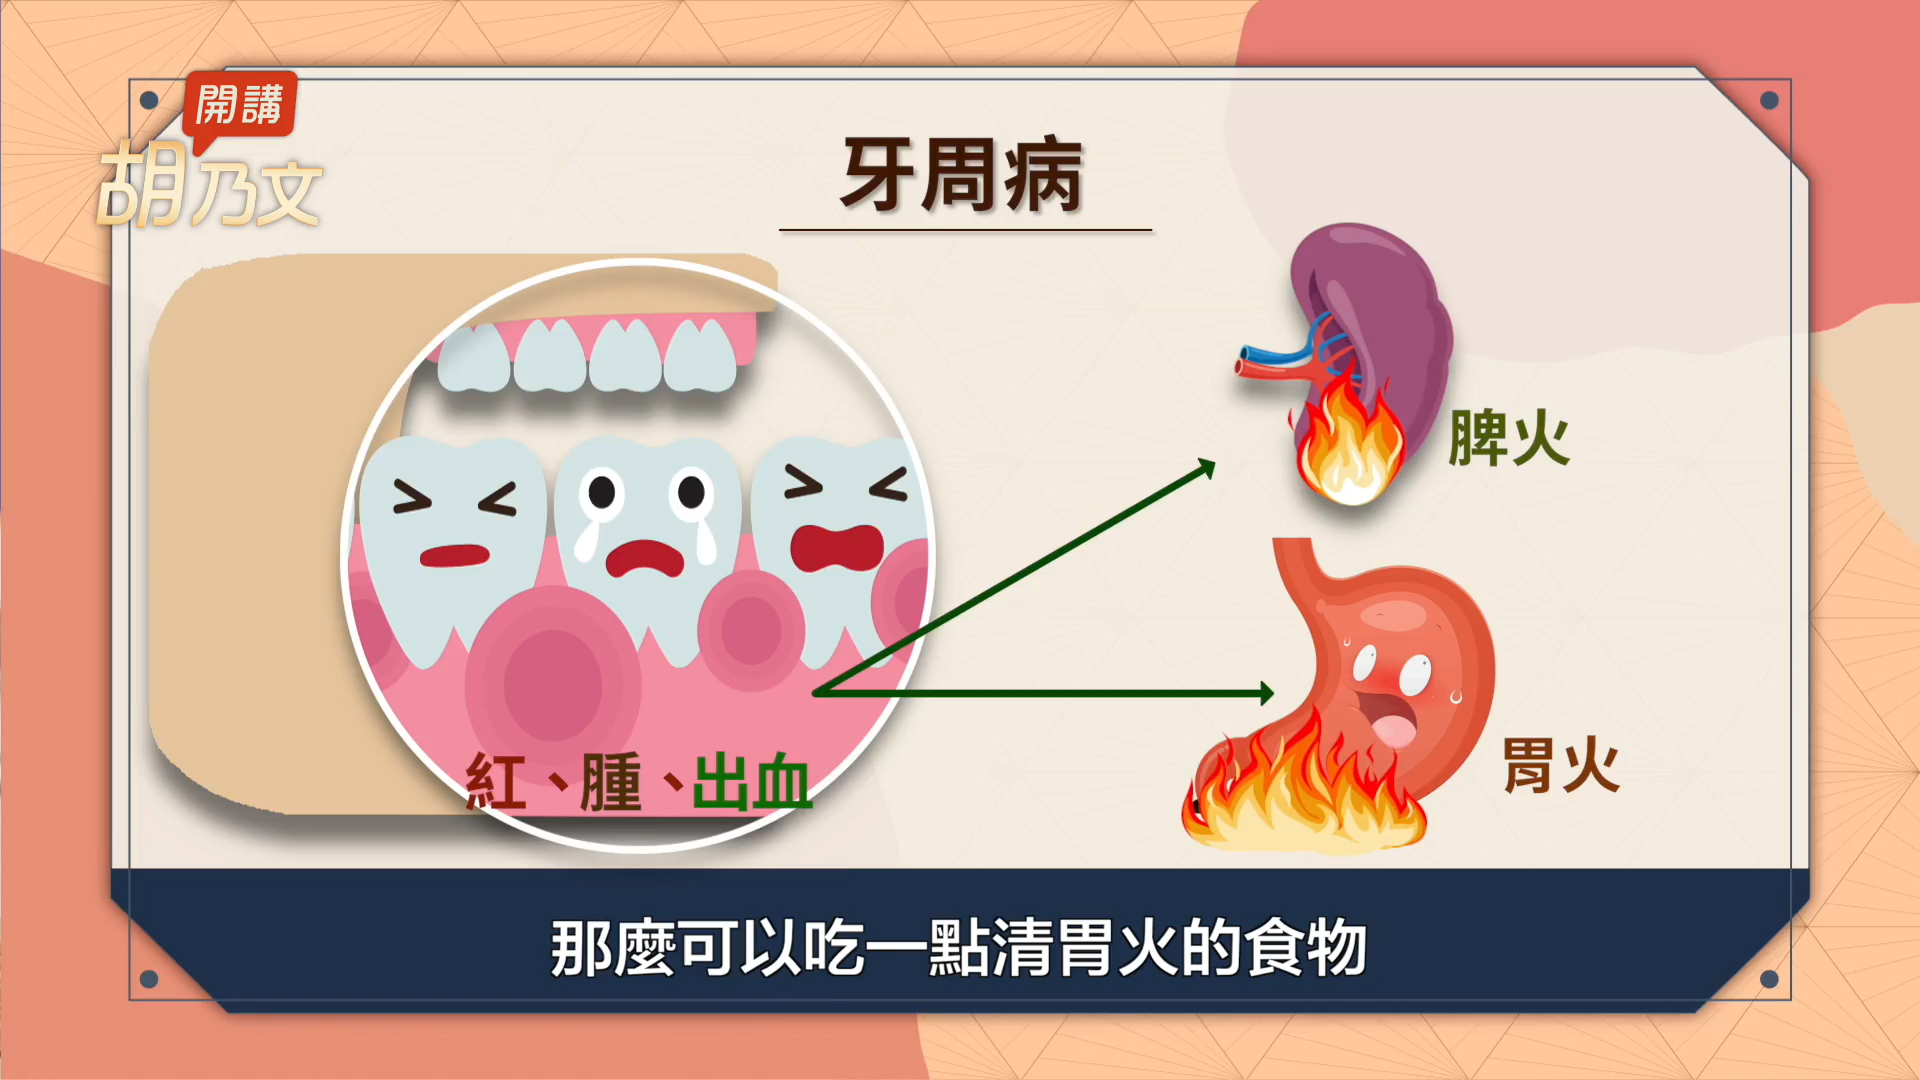 開講
胡乃文
牙周病
脾火
胃火
紅、腫、出血
那麼可以吃一點清胃火的食物